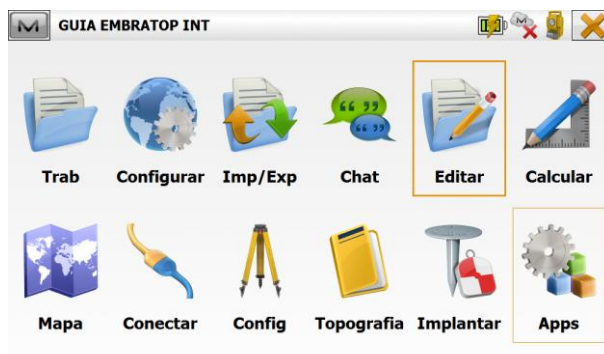 GUIA EMBRATOP INT
Trab Configurar Imp/Exp Chat Editar Calcular
Mapa Conectar Config Topografia Implantar Apps